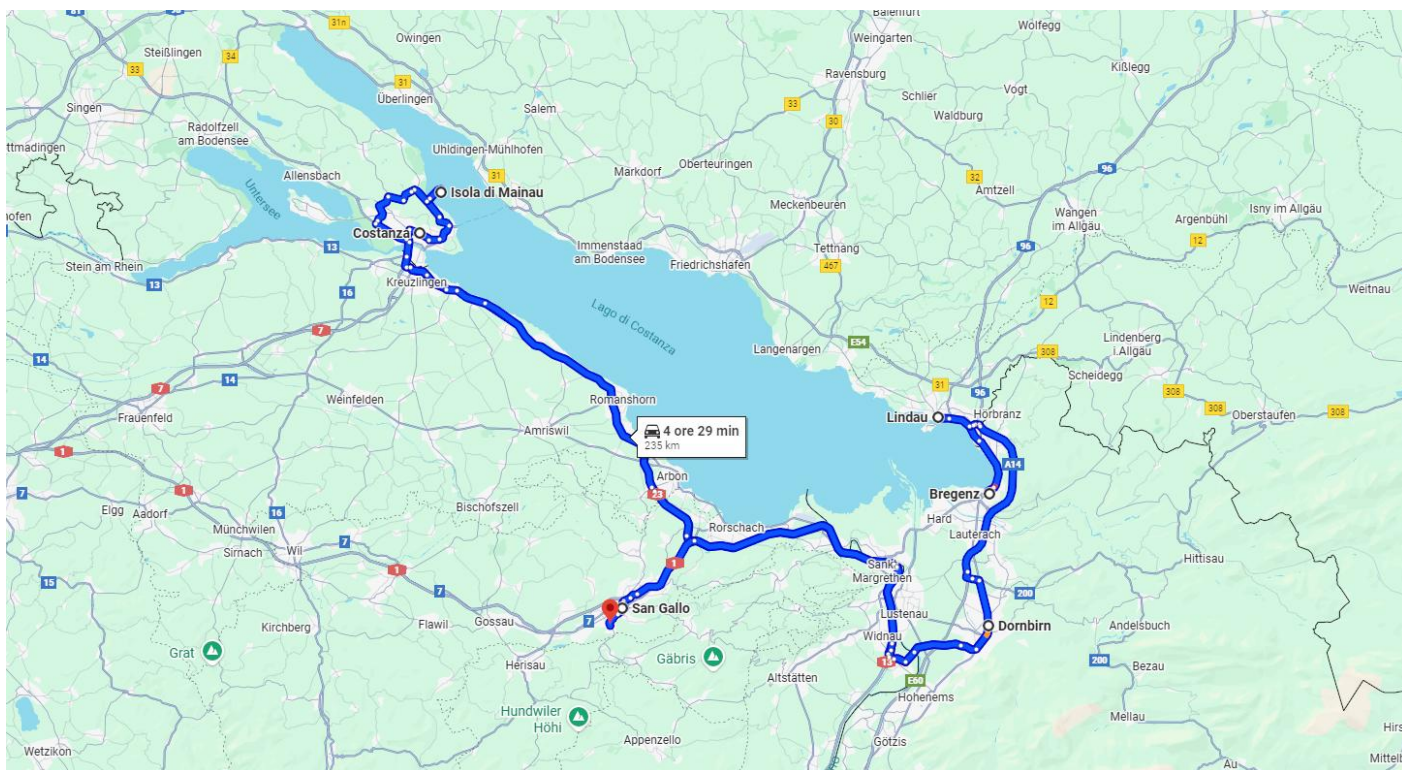 31n
Owingen
Baienfurt
Weingarten
Wolfegg
Kißlegg
Steißlingen
33
34
31
Überlingen
Salem
Ravensburg
Vogt
Schlier
Waldburg
Singen
Radolfzell
am Bodensee
33
30
Uhldingen-Mühlhofen
31
Markdorf
Oberteuringen
32
96
Amtzell
Allensbach
Isola di Mainau
Untersee
Meckenbeuren
Wangen
im Allgäu
Argenbühl
Isny im Allgäu
Costanza
13
Immenstaad
am Bodensee
Friedrichshafen
Tettnang
467
96
12
Stein am Rhein
13
16
Kreuzlingen
Weitnau
12
7
Lago di Costanza
Langenargen
E54
Lindenberg
i.Allgäu
308
Scheidegg
14
7
14
Weinfelden
Romanshorn
31
96
308
308
Oberstaufen
308
Frauenfeld
Amriswil
4 ore 29 min
235 km
Lindau
Hörbranz
1
Arbon
A14
7
1
23
Bregenz
Elgg
Aadorf
16
Bischofszell
Rorschach
Hard
Münchwilen
Sirnach
Wil
7
Lauterach
Hittisau
15
1
1
Sankt
Margrethen
200
7
San Gallo
Lustenau
Dornbirn
Kirchberg
Flawil
Gossau
7
Widnau
Andelsbuch
Grat
Herisau
Gäbris
13
200
Bezau
Altstätten
E60
Hohenems
Hundwiler
Höhi
Mellau
Appenzello
Götzis
Wetzikon
Au